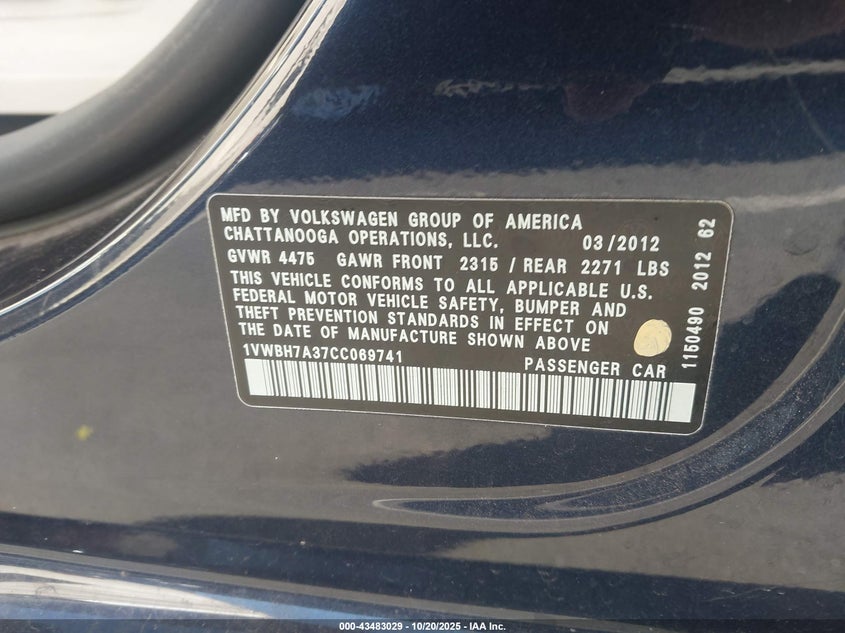 MFD BY VOLKSWAGEN GROUP OF AMERICA
CHATTANOOGA OPERATIONS, LLC. 03/2012
GVWR 4475 GAWR FRONT 2315 / REAR 2271 LBS
THIS VEHICLE CONFORMS TO ALL APPLICABLE U.S.
FEDERAL MOTOR VEHICLE SAFETY, BUMPER AND
THEFT PREVENTION STANDARDS IN EFFECT ON
THE DATE OF MANUFACTURE SHOWN ABOVE
1VWBH7A37CC069741 PASSENGER CAR
1150490 2012 62
000-43483029 - 10/20/2025 - IAA Inc.